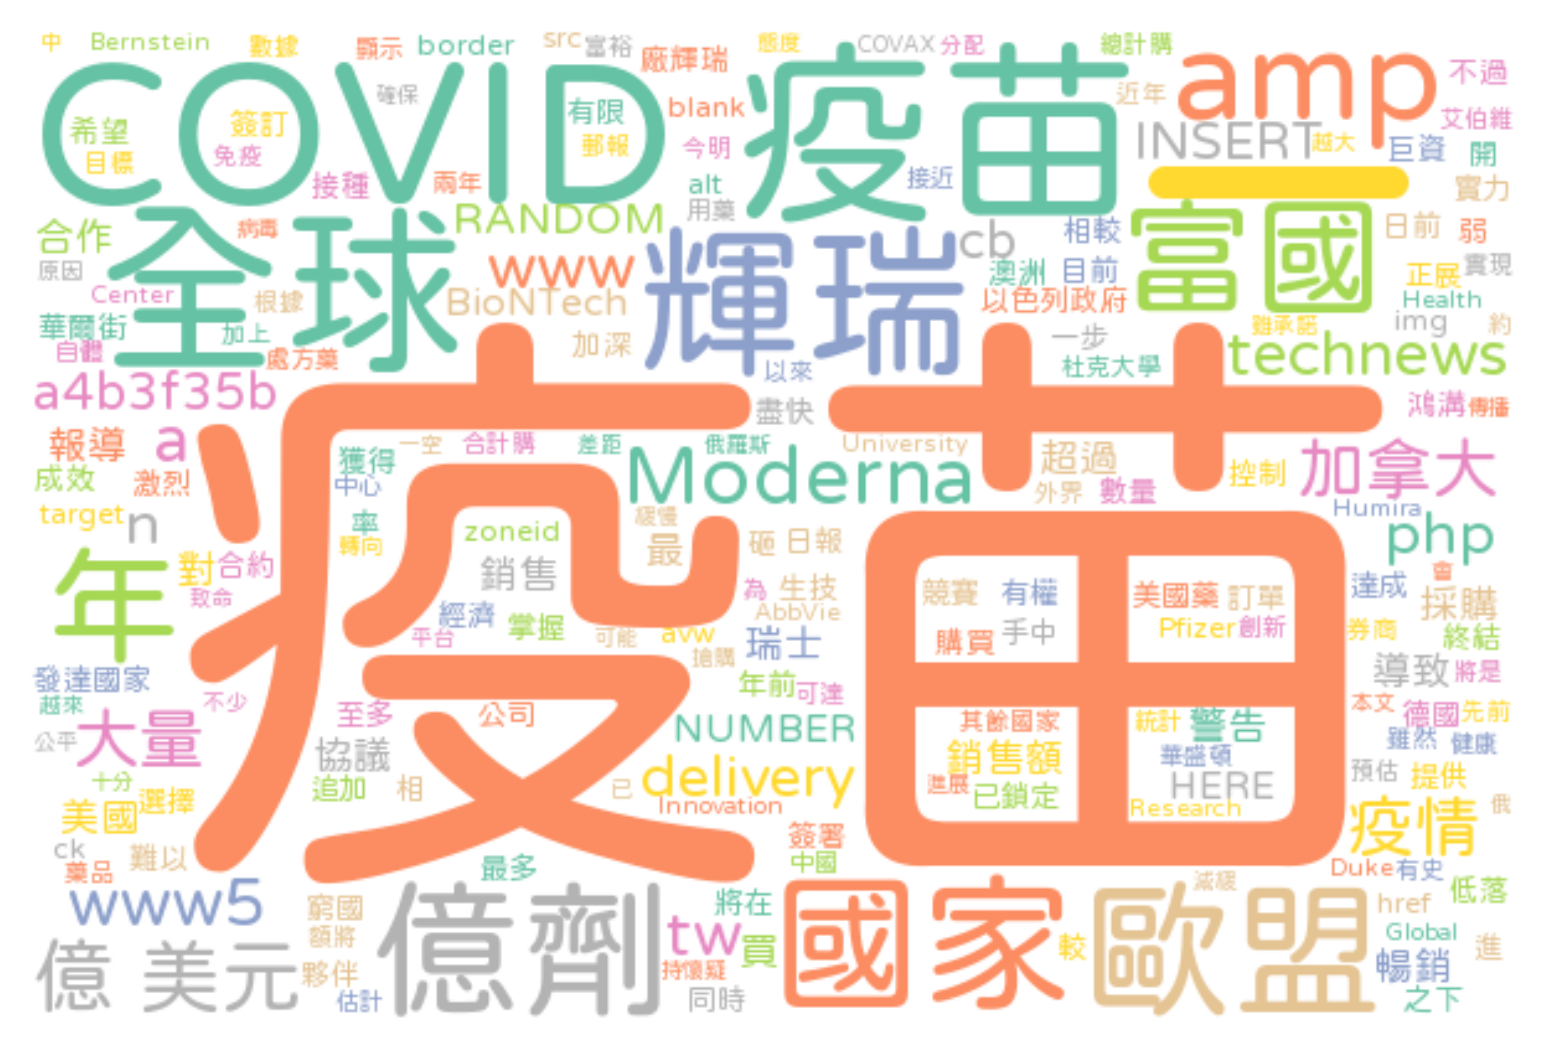 中 Bernstein 數據 顯示 border src 富裕 廠輝瑞 態度 COVAX 分配 總計購
COVID 疫苗 amp 不過
確保 有限 blank 近年 艾伯維
希望 簽訂 郵報 今明 INSERT 越大 巨資 開
目標 免疫 接種 兩年 alt 接近 實力
合作 病毒 RANDOM 用藥 cb 相較 富國 日前 弱
全球 www 輝瑞 澳洲 目前 正展 實現
原因 Center 根據 BioNTech 以色列政府 Health
華爾街 加上 加深 一步 雖承諾 img 約
自體 處方藥 以來 杜克大學 technews
a4b3f35b 盡快 鴻溝 傳播
疫苗
報導 a 一空 合計購 差距 俄羅斯 University 超過 加拿大
成效 激烈 獲得 中心 Moderna 外界 數量 控制
target n 率 zoneid 緩慢 Humira php
轉向 最 砸 日報 會
年 對 合約 銷售 為 生技 競賽 有權 美國藥 訂單 達成 採購
致命 經濟 掌握 AbbVie 手中 Pfizer 創新 券商
平台 可能 avw 瑞士 購買 終結
發達國家 搶購 年前 可達 導致 將是
越來 不少 至多 公司 其餘國家 統計 警告 本文 德國 先前
公平 大量 協議 NUMBER 銷售額 華盛頓 雖然 健康
十分 追加 相 已 delivery 進展 已鎖定 HERE 預估 提供
美國 選擇 Innovation Research 疫情 俄
ck 難以 簽署
藥品 最多 中國 Duke 有史
www5 窮國 億劑 將在 國家 減緩 歐盟 href 低落
額將 tw 買 較 Global 進
億 美元 夥伴 持懷疑 暢銷
估計 同時 之下